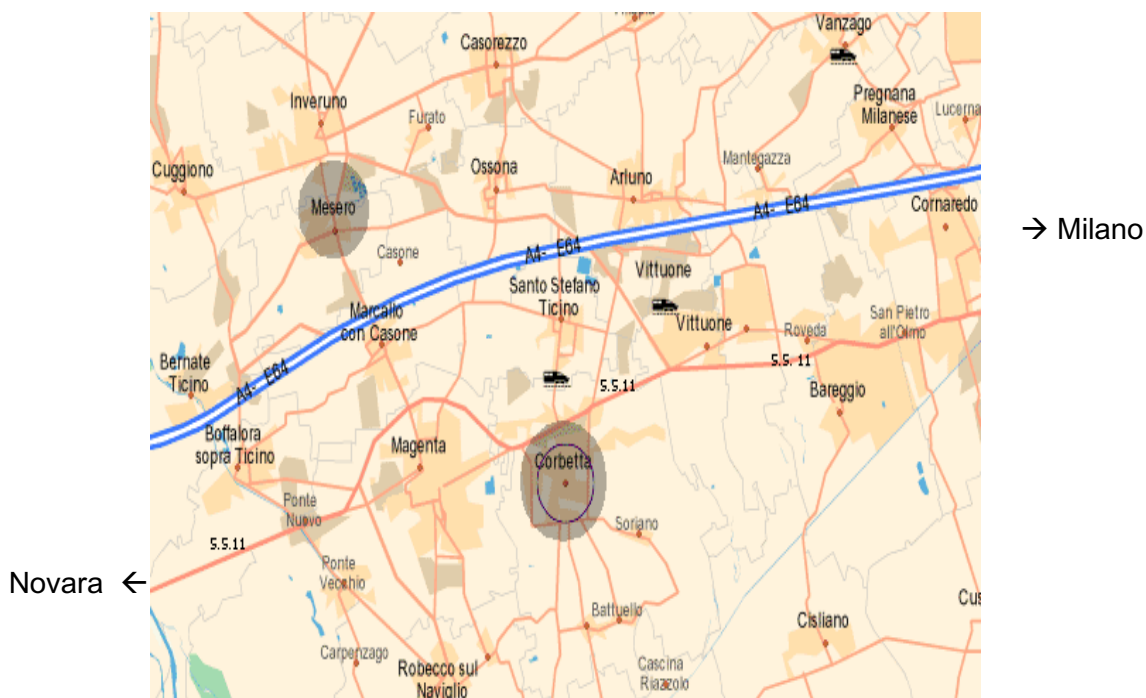 Vanzago
Casorezzo
Pregnana
Milanese
Lucerna
Inveruno
Furato
Mantegazza
Cuggiono
Ossona
Arluno
A4- E64
Cornaredo
Mesero
→ Milano
Casone
A4- E64
Vittuone
Santo Stefano
Ticino
Marcallo
con Casone
Vittuone
Roveda
San Pietro
all'Olmo
Bernate
Ticino
A4- E64
S.S.11
S.S. 11
Bareggio
Boffalora
sopra Ticino
Magenta
Corbetta
Ponte
Nuovo
Soriano
S.S.11
Novara ←
Ponte
Vecchio
Battuello
Cisliano
Cus
Carpenzago
Robecco sul
Naviglio
Cascina
Riazzolo